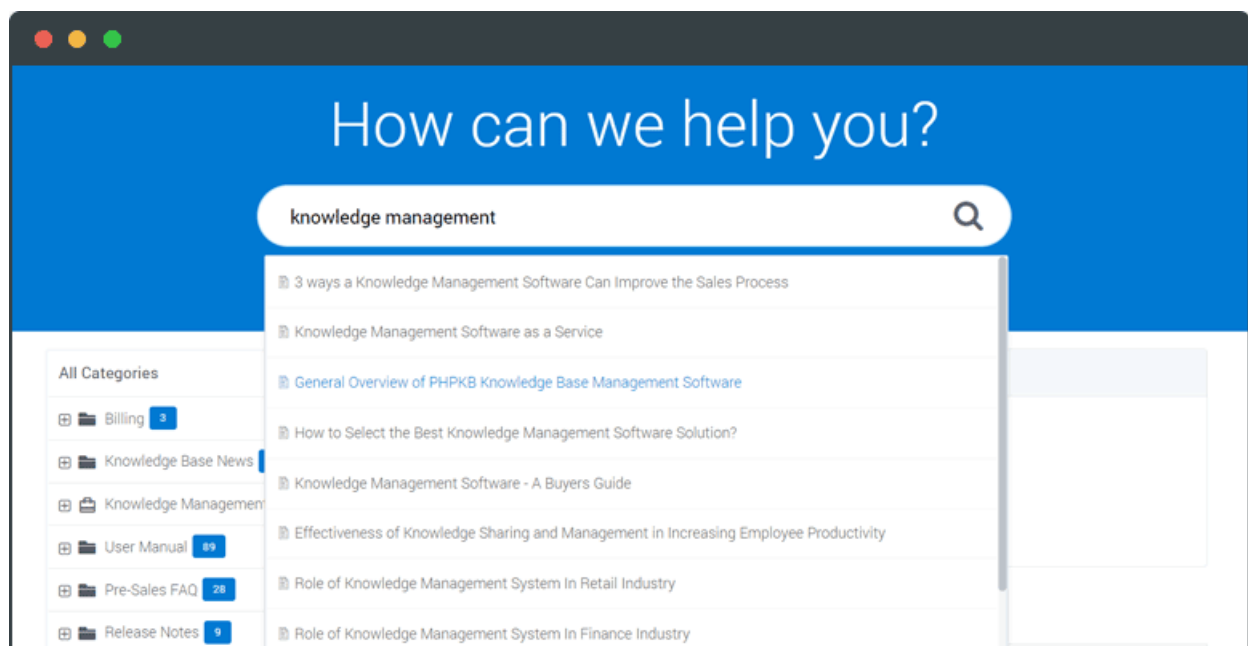 How can we help you?
knowledge management
3 ways a Knowledge Management Software Can Improve the Sales Process
Knowledge Management Software as a Service
General Overview of PHPKB Knowledge Base Management Software
How to Select the Best Knowledge Management Software Solution?
Knowledge Management Software - A Buyers Guide
Effectiveness of Knowledge Sharing and Management in Increasing Employee Productivity
Role of Knowledge Management System In Retail Industry
Role of Knowledge Management System In Finance Industry
All Categories
Billing 3
Knowledge Base News
Knowledge Management
User Manual 89
Pre-Sales FAQ 28
Release Notes 9